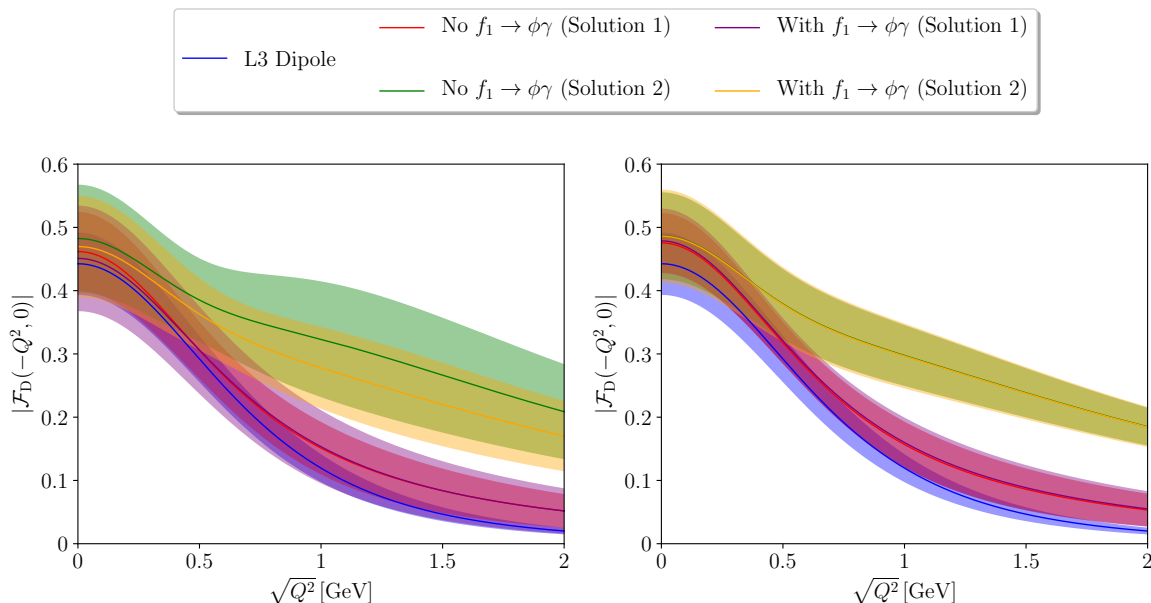 No f₁ → ϕγ (Solution 1)
With f₁ → ϕγ (Solution 1)
L3 Dipole
No f₁ → ϕγ (Solution 2)
With f₁ → ϕγ (Solution 2)
0.6
0.5
0.4
0.3
0.2
0.1
0
|𝓕_D(−Q², 0)|
0 0.5 1 1.5 2
√Q² [GeV]
0.6
0.5
0.4
0.3
0.2
0.1
0
|𝓕_D(−Q², 0)|
0 0.5 1 1.5 2
√Q² [GeV]